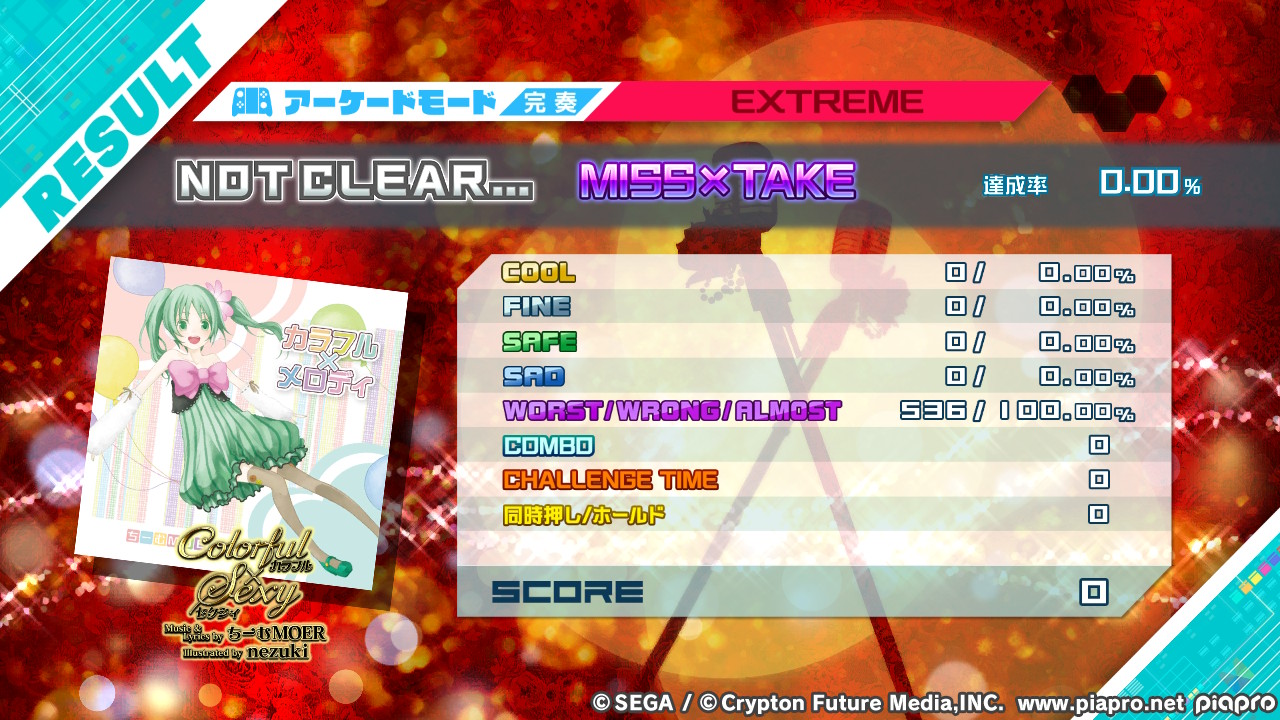 RESULT
アーケードモード 完奏 EXTREME
NOT CLEAR... MISS×TAKE 達成率 0.00%
COOL 0/ 0.00%
FINE 0/ 0.00%
SAFE 0/ 0.00%
SAD 0/ 0.00%
WORST/WRONG/ALMOST 536/100.00%
COMBO 0
CHALLENGE TIME 0
同時押し/ホールド 0
SCORE 0
カラフル
×
メロディ
Colorful
カラフル
×
Sexy
セクシィ
Music &
Lyrics by ちーむMOER
Illustrated by nezuki
© SEGA / © Crypton Future Media,INC. www.piapro.net piapro